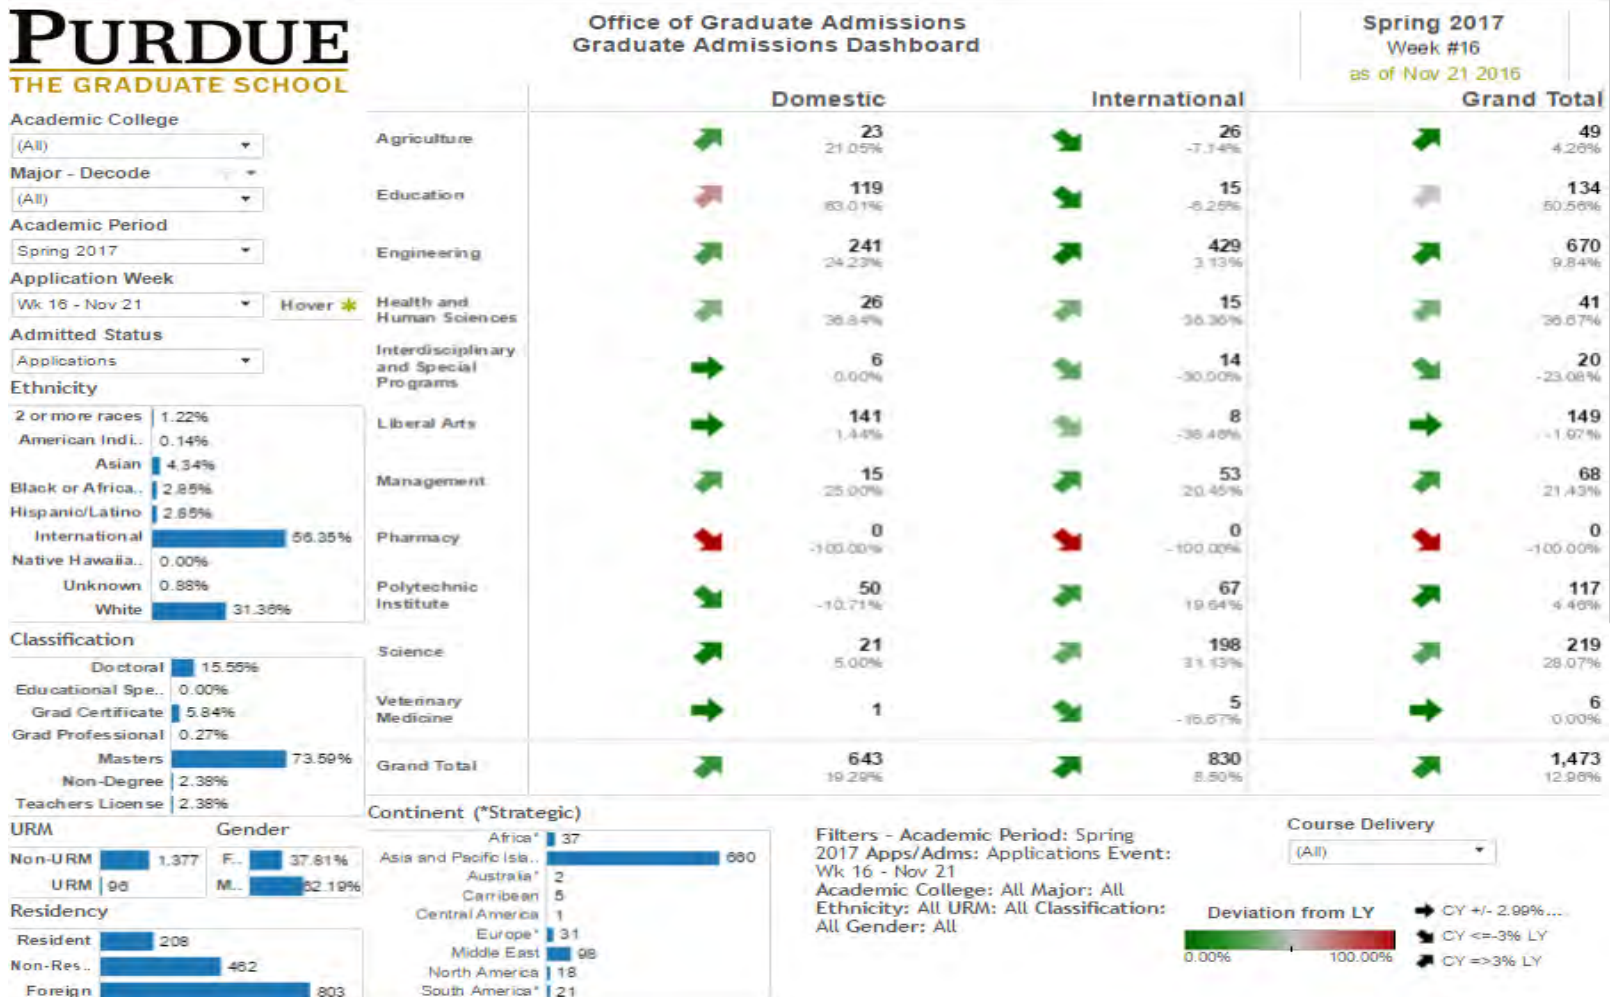 PURDUE
THE GRADUATE SCHOOL
Office of Graduate Admissions
Graduate Admissions Dashboard
Spring 2017
Week #16
as of Nov 21 2016
Academic College
(All)
Major - Decode
(All)
Academic Period
Spring 2017
Application Week
Wk 16 - Nov 21
Hover ✱
Admitted Status
Applications
Ethnicity
2 or more races 1.22%
American Indi.. 0.14%
Asian 4.34%
Black or Africa.. 2.85%
Hispanic/Latino 2.65%
International 56.35%
Native Hawaiia.. 0.00%
Unknown 0.88%
White 31.36%
Classification
Doctoral 15.55%
Educational Spe.. 0.00%
Grad Certificate 5.84%
Grad Professional 0.27%
Masters 73.59%
Non-Degree 2.38%
Teachers License 2.38%
URM
Non-URM 1,377
URM 96
Gender
F.. 37.81%
M.. 62.19%
Residency
Resident 208
Non-Res.. 462
Foreign 803
Domestic International Grand Total
Agriculture 23 26 49
21.05% -7.14% 4.26%
Education 119 15 134
63.01% -6.25% 50.56%
Engineering 241 429 670
24.23% 3.13% 9.84%
Health and
Human Sciences
26 15 41
36.84% 36.36% 36.67%
Interdisciplinary
and Special
Programs
6 14 20
0.00% -30.00% -23.08%
Liberal Arts 141 8 149
1.44% -38.46% -1.97%
Management 15 53 68
25.00% 20.45% 21.43%
Pharmacy 0 0 0
-100.00% -100.00% -100.00%
Polytechnic
Institute
50 67 117
-10.71% 19.64% 4.46%
Science 21 198 219
5.00% 31.13% 28.07%
Veterinary
Medicine
1 5 6
-16.67% 0.00%
Grand Total 643 830 1,473
19.29% 8.50% 12.96%
Continent (*Strategic)
Africa* 37
Asia and Pacific Isla.. 660
Australia* 2
Carribean 5
Central America 1
Europe* 31
Middle East 98
North America 18
South America* 21
Filters - Academic Period: Spring
2017 Apps/Adms: Applications Event:
Wk 16 - Nov 21
Academic College: All Major: All
Ethnicity: All URM: All Classification:
All Gender: All
Course Delivery
(All)
Deviation from LY
0.00% 100.00%
CY +/- 2.99%...
CY <=-3% LY
CY =>3% LY